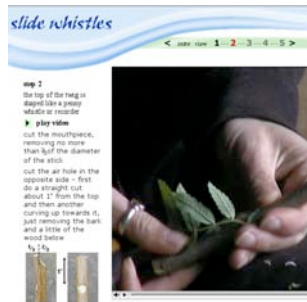 slide whistles
< zoom view 1 2 3 4 5 >
step 2
the top of the twig is
shaped like a penny
whistle or recorder
play video
cut the mouthpiece,
removing no more
than ⅓of the diameter
of the stick
cut the air hole in the
opposite side - first
do a straight cut
about 1" from the top
and then another
curving up towards it,
just removing the bark
and a little of the
wood below
1"